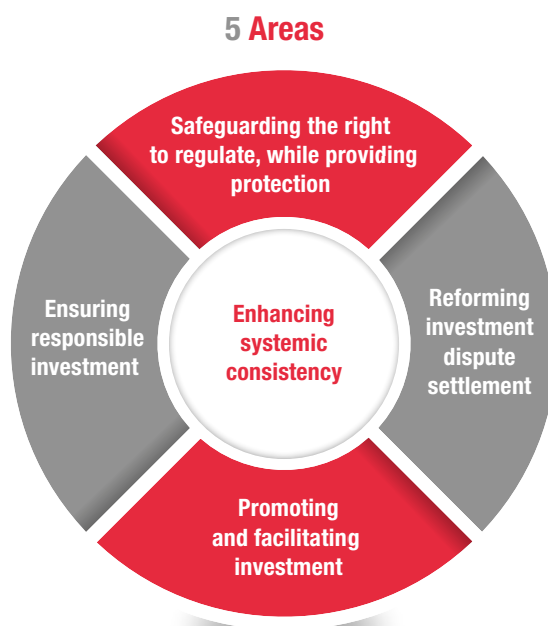 5 Areas
Safeguarding the right
to regulate, while providing
protection
Ensuring
responsible
investment
Enhancing
systemic
consistency
Reforming
investment
dispute
settlement
Promoting
and facilitating
investment